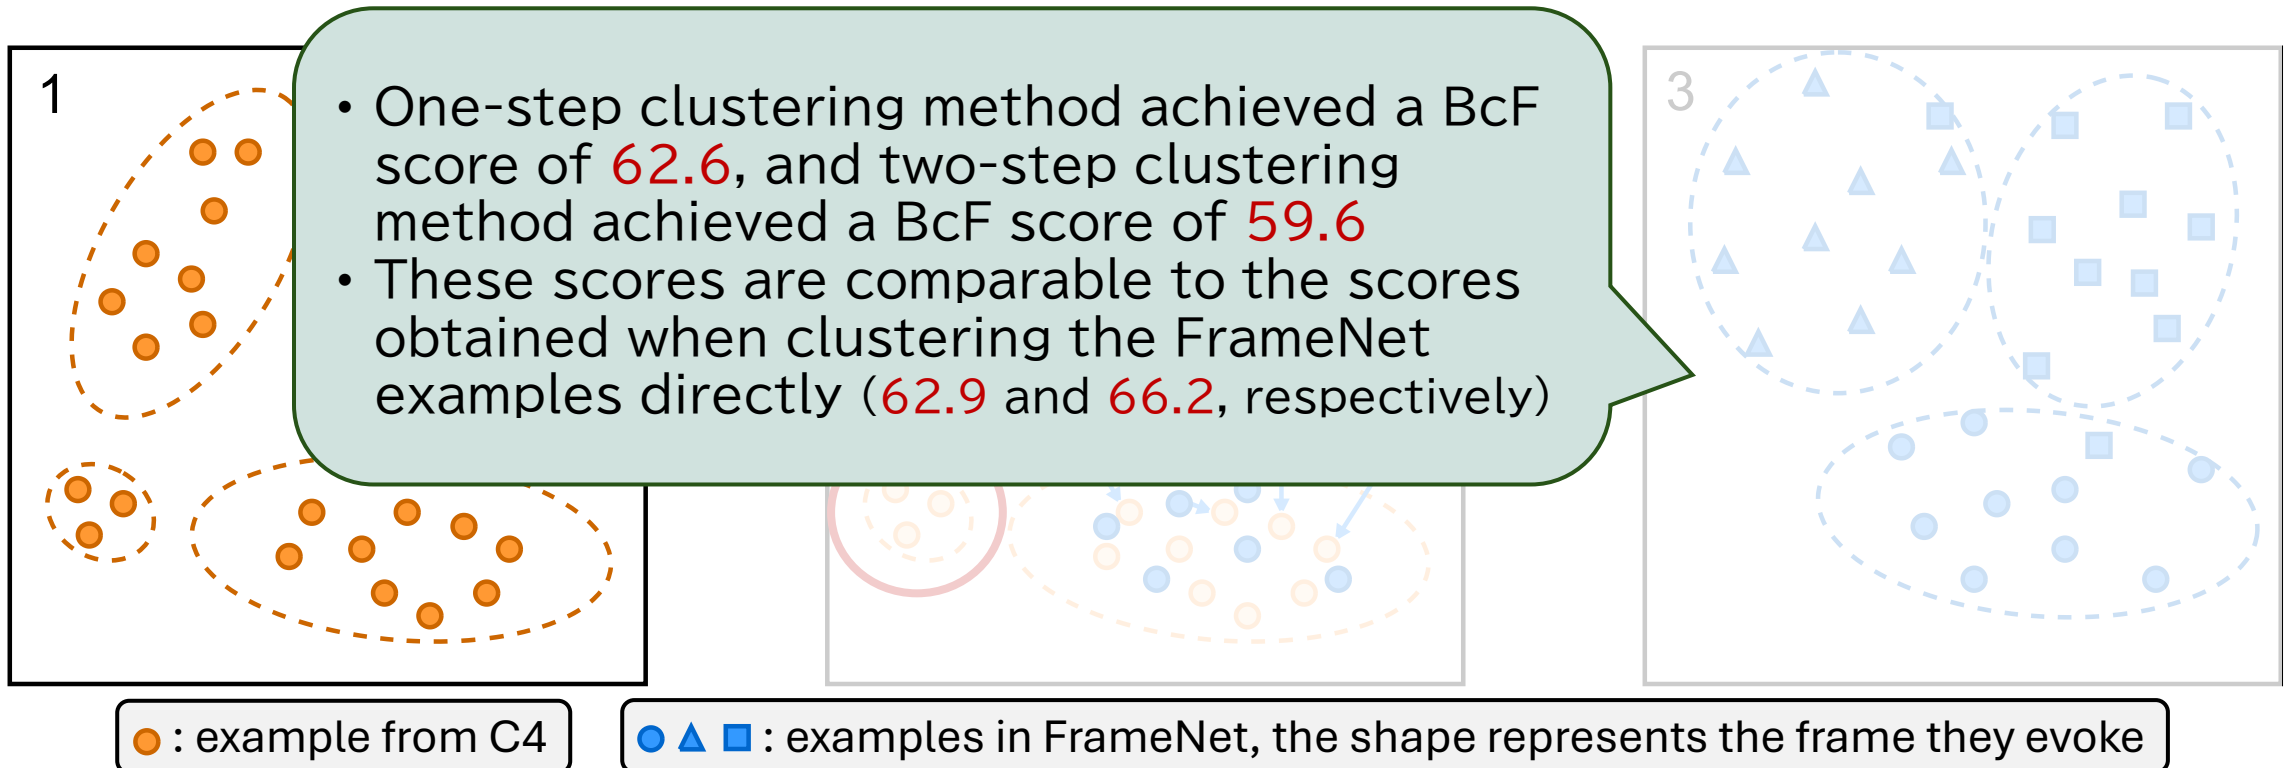 1
• One-step clustering method achieved a BcF
score of 62.6, and two-step clustering
method achieved a BcF score of 59.6
• These scores are comparable to the scores
obtained when clustering the FrameNet
examples directly (62.9 and 66.2, respectively)
3
: example from C4
: examples in FrameNet, the shape represents the frame they evoke